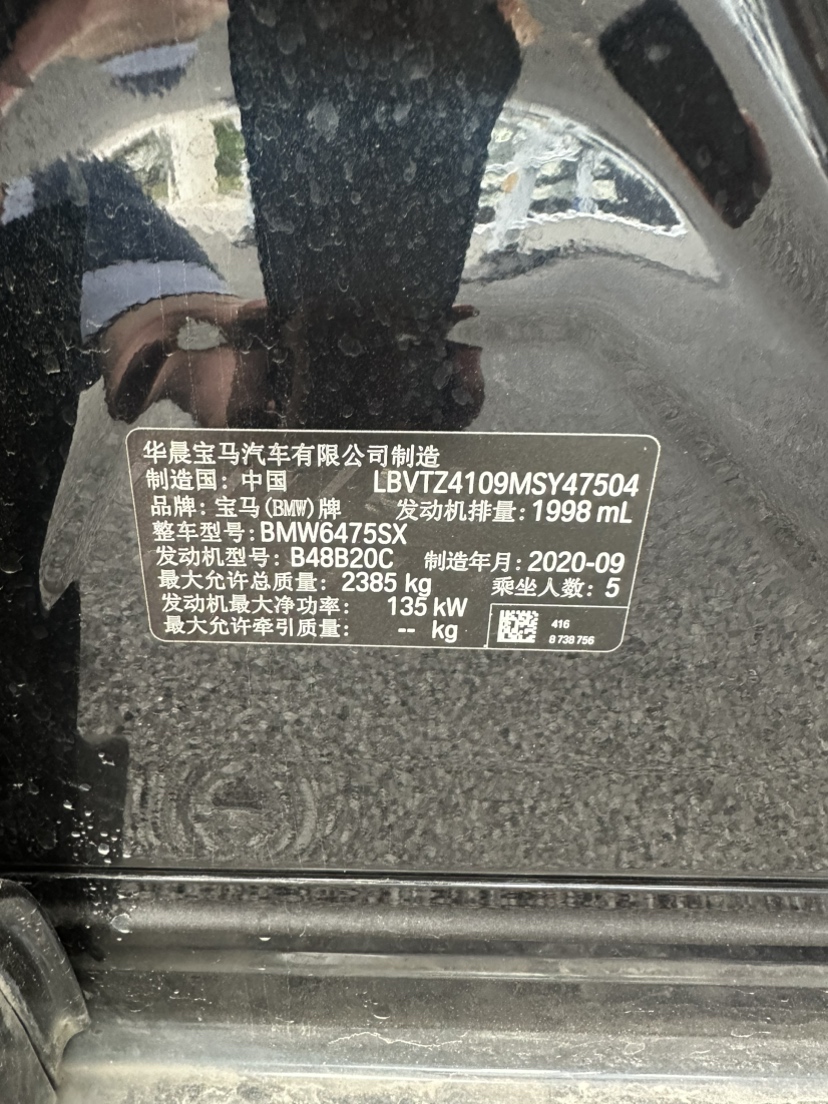 华晨宝马汽车有限公司制造
制造国：中国 LBVTZ4109MSY47504
品牌：宝马(BMW)牌 发动机排量：1998 mL
整车型号：BMW6475SX
发动机型号：B48B20C 制造年月：2020-09
最大允许总质量：2385 kg 乘坐人数：5
发动机最大净功率：135 kW
最大允许牵引质量：-- kg
416
8 738 756